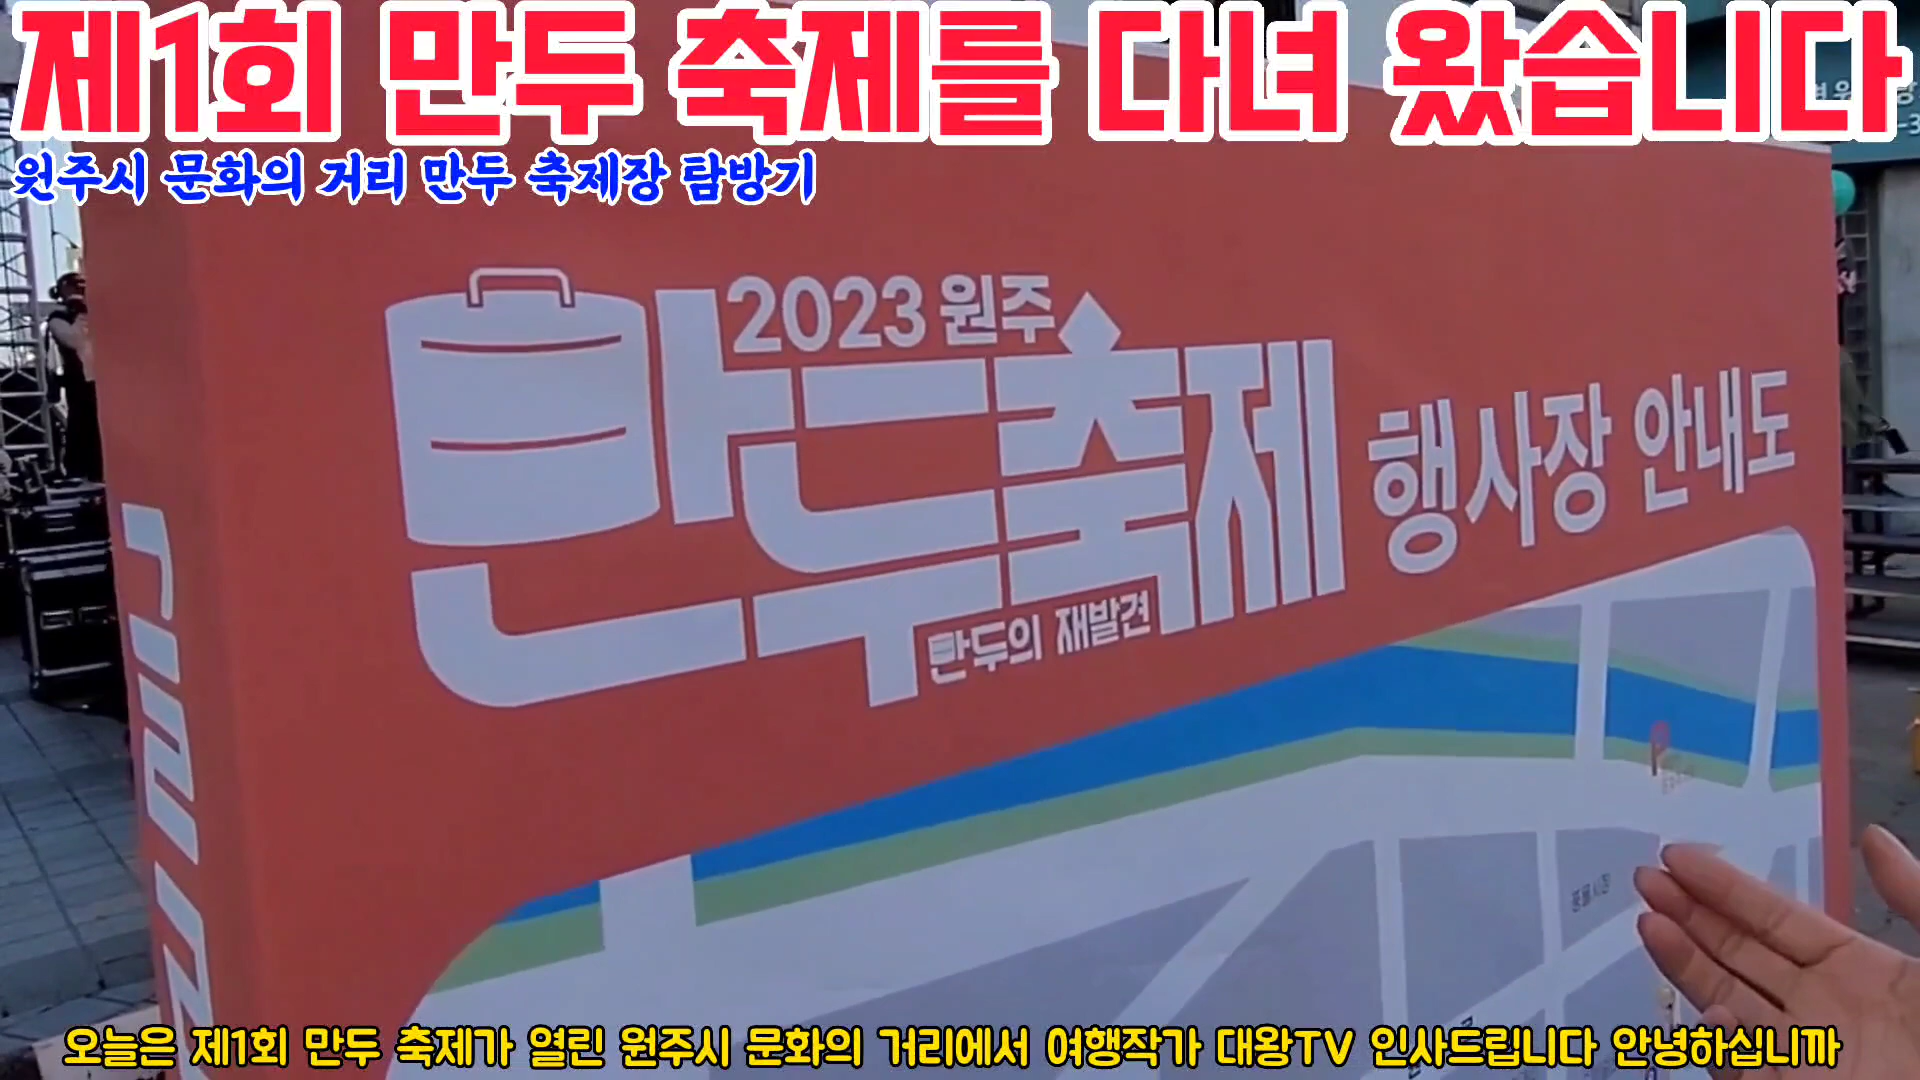 제1회 만두 축제를 다녀 왔습니다
원주시 문화의 거리 만두 축제장 탐방기
2023 원주
만두축제 행사장 안내도
만두의 재발견
중물시장
오늘은 제1회 만두 축제가 열린 원주시 문화의 거리에서 여행작가 대왕TV 인사드립니다 안녕하십니까